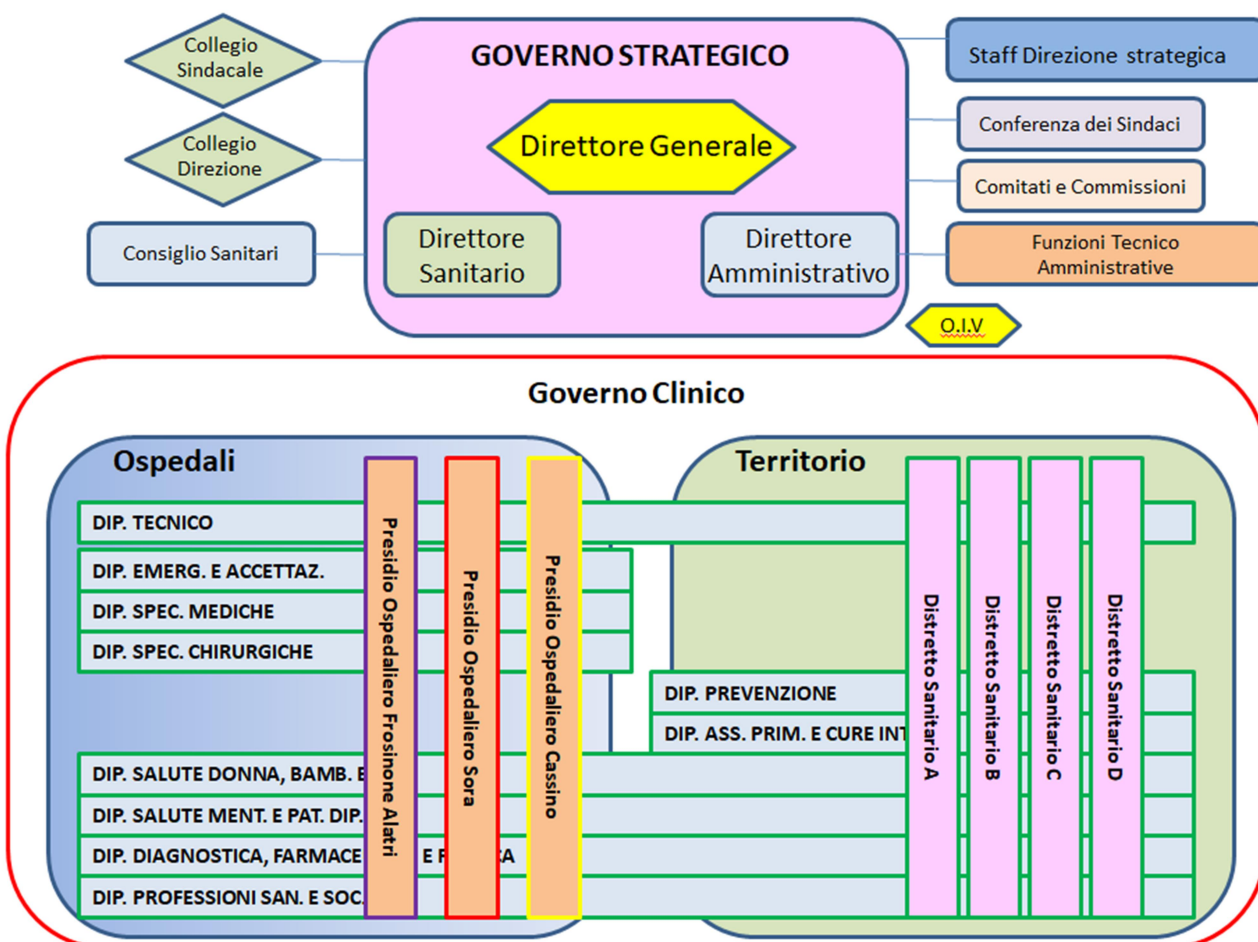 Collegio
Sindacale
GOVERNO STRATEGICO
Staff Direzione strategica
Direttore Generale
Conferenza dei Sindaci
Collegio
Direzione
Comitati e Commissioni
Consiglio Sanitari
Direttore
Sanitario
Direttore
Amministrativo
Funzioni Tecnico
Amministrative
O.I.V
Governo Clinico
Ospedali
Territorio
DIP. TECNICO
DIP. EMERG. E ACCETTAZ.
DIP. SPEC. MEDICHE
DIP. SPEC. CHIRURGICHE
DIP. PREVENZIONE
DIP. ASS. PRIM. E CURE INT
DIP. SALUTE DONNA, BAMB. E
DIP. SALUTE MENT. E PAT. DIP.
DIP. DIAGNOSTICA, FARMACE E
DIP. PROFESSIONI SAN. E SOC.
Presidio Ospedaliero Frosinone Alatri
Presidio Ospedaliero Sora
Presidio Ospedaliero Cassino
Distretto Sanitario A
Distretto Sanitario B
Distretto Sanitario C
Distretto Sanitario D